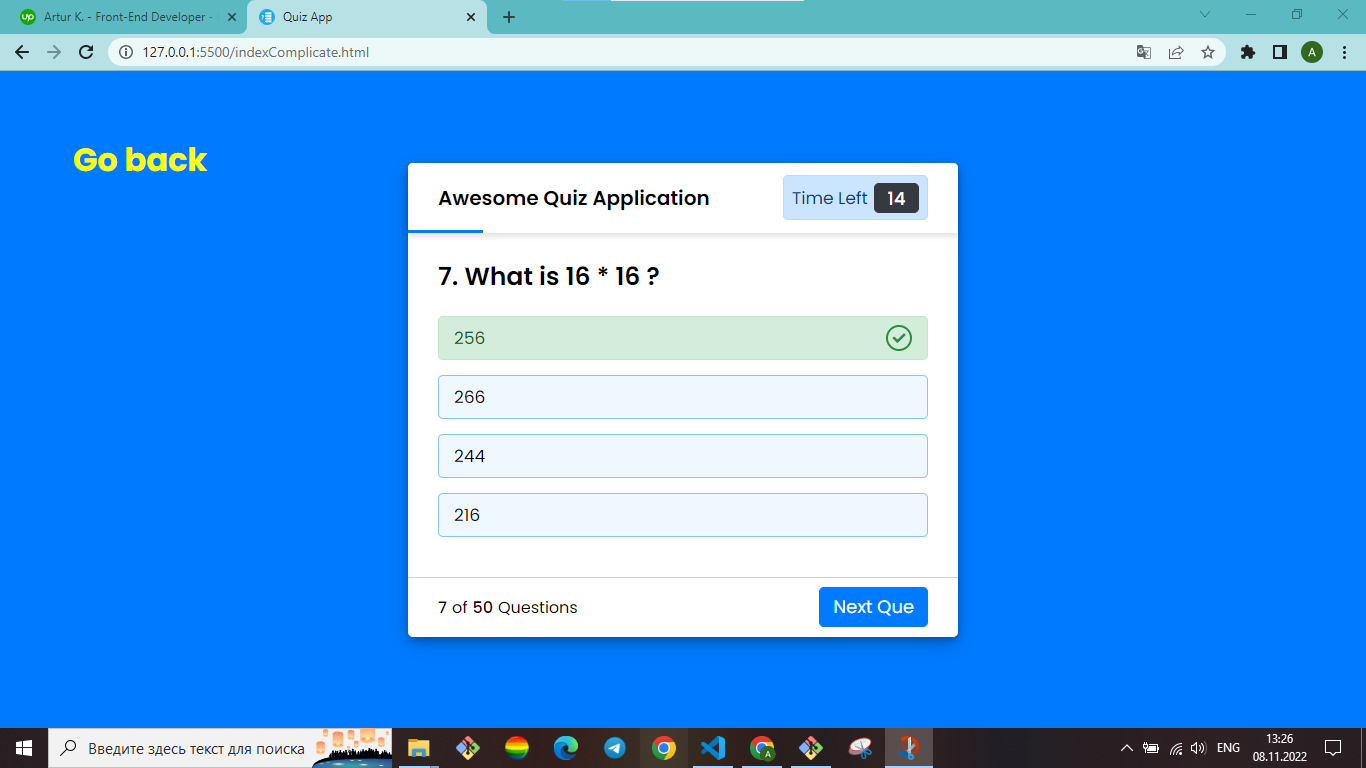 up Artur K. - Front-End Developer -
Quiz App
127.0.0.1:5500/indexComplicate.html
A
Go back
Awesome Quiz Application
Time Left 14
7. What is 16 * 16 ?
256
266
244
216
7 of 50 Questions
Next Que
Введите здесь текст для поиска
A
ENG
13:26
08.11.2022